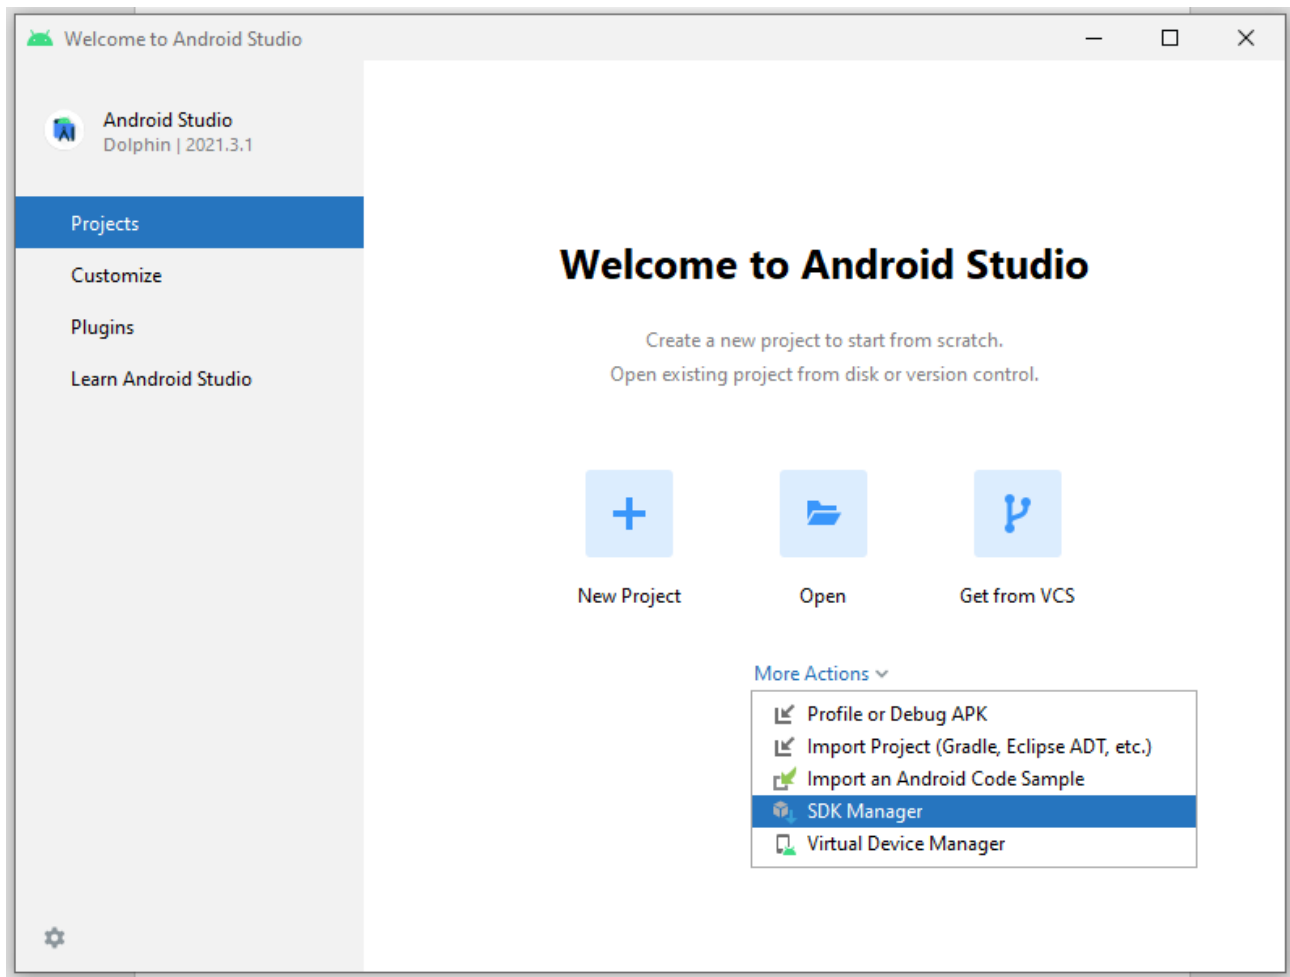 Welcome to Android Studio
Android Studio
Dolphin | 2021.3.1
Projects
Customize
Plugins
Learn Android Studio
Welcome to Android Studio
Create a new project to start from scratch.
Open existing project from disk or version control.
New Project
Open
Get from VCS
More Actions
Profile or Debug APK
Import Project (Gradle, Eclipse ADT, etc.)
Import an Android Code Sample
SDK Manager
Virtual Device Manager